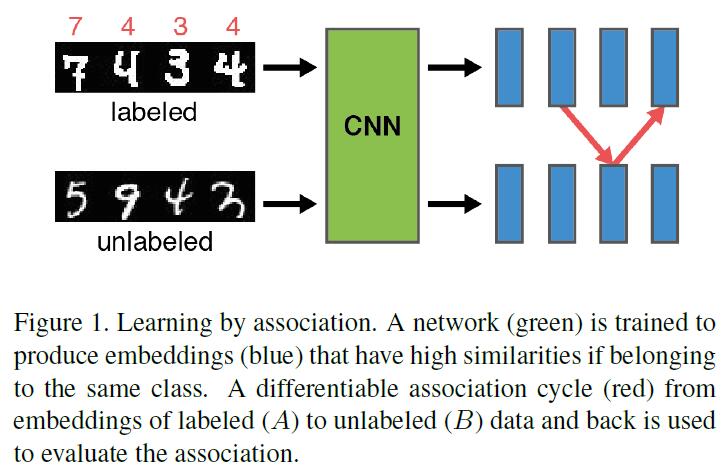 7 4 3 4
7 4 3 4
labeled
CNN
5 9 4 3
unlabeled
Figure 1. Learning by association. A network (green) is trained to
produce embeddings (blue) that have high similarities if belonging
to the same class. A differentiable association cycle (red) from
embeddings of labeled (A) to unlabeled (B) data and back is used
to evaluate the association.